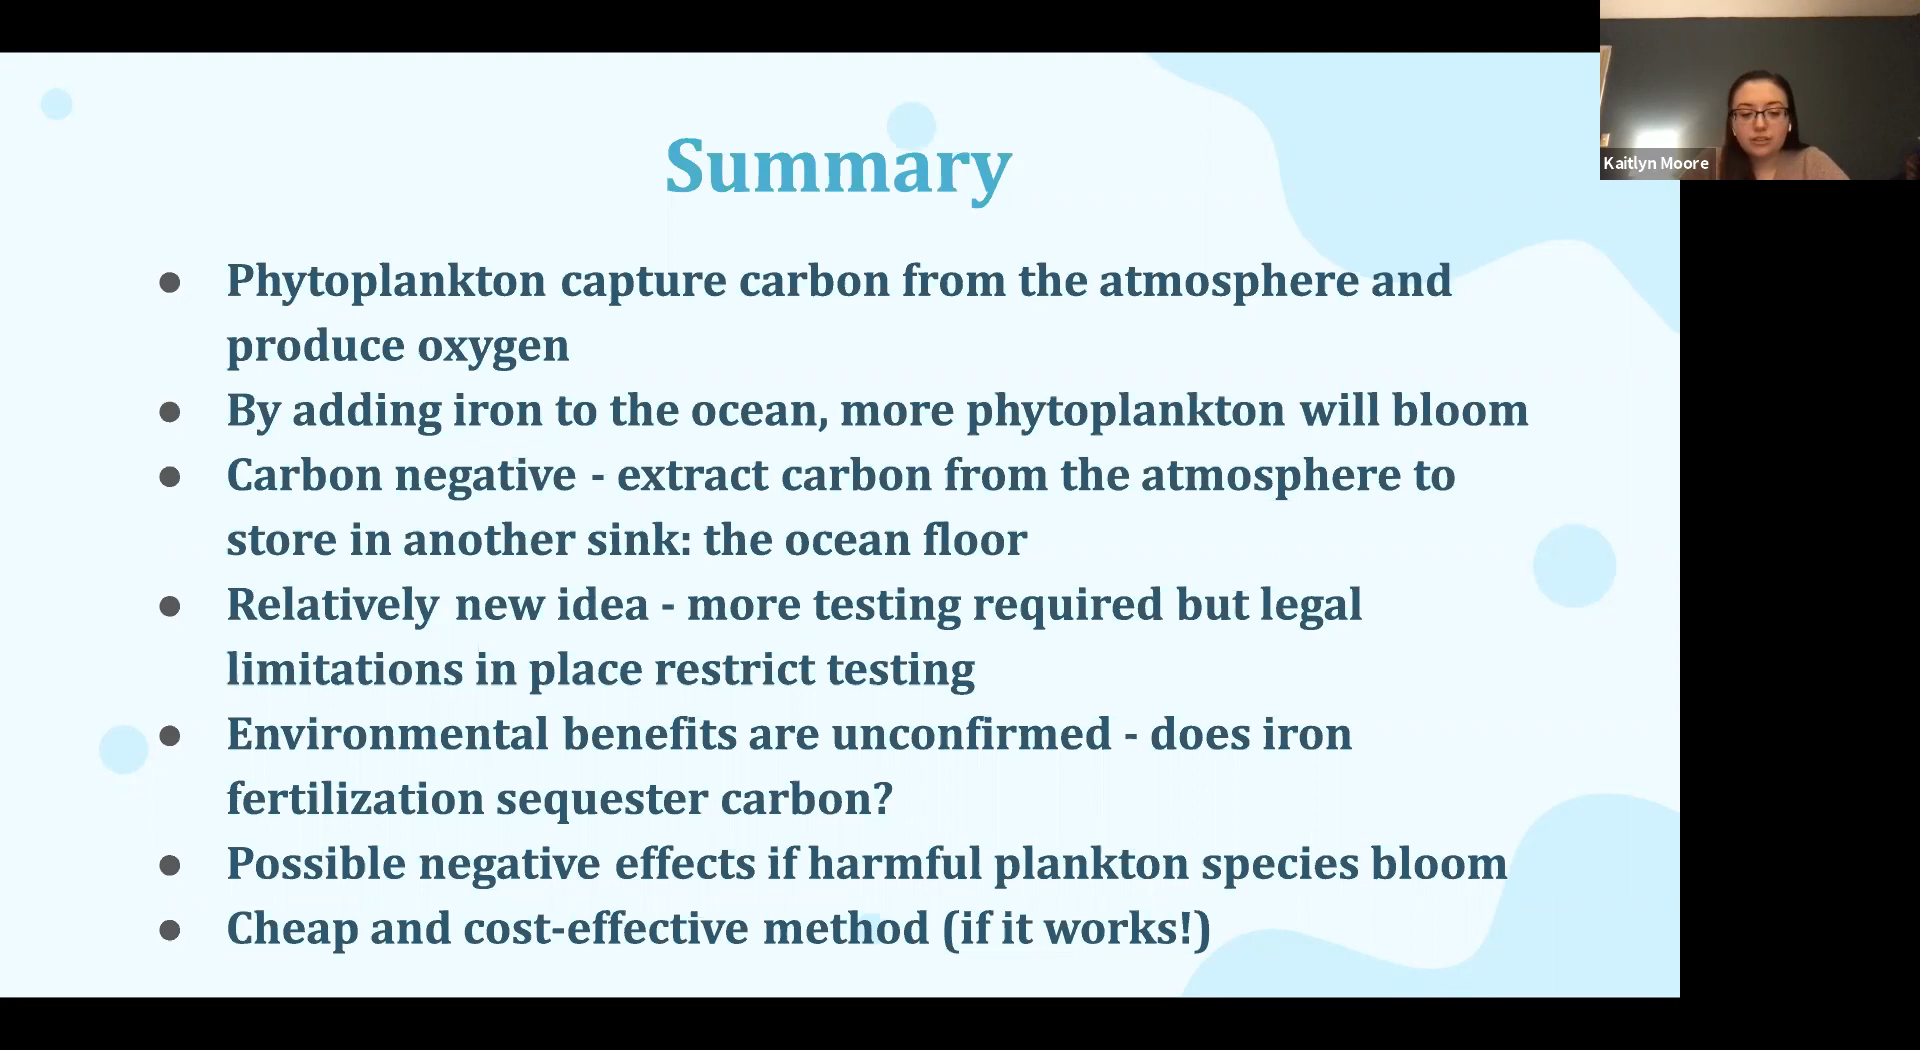 Summary
● Phytoplankton capture carbon from the atmosphere and
produce oxygen
● By adding iron to the ocean, more phytoplankton will bloom
● Carbon negative - extract carbon from the atmosphere to
store in another sink: the ocean floor
● Relatively new idea - more testing required but legal
limitations in place restrict testing
● Environmental benefits are unconfirmed - does iron
fertilization sequester carbon?
● Possible negative effects if harmful plankton species bloom
● Cheap and cost-effective method (if it works!)
Kaitlyn Moore